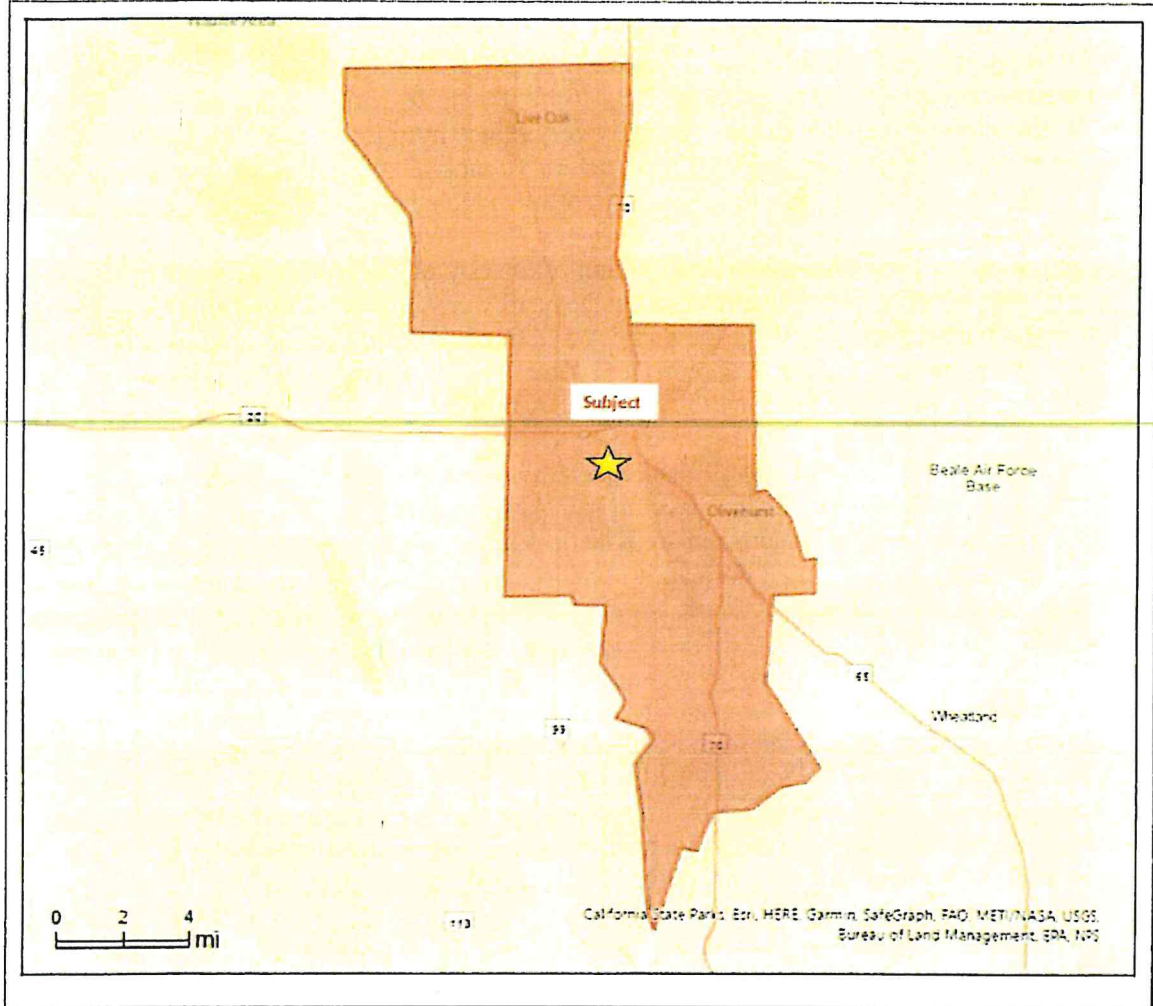 Live Oak
70
Subject
20
Beale Air Force
Base
Olivehurst
45
65
Wheatland
99
70
0 2 4
mi
113
California State Parks, Esri, HERE, Garmin, SafeGraph, FAO, METI/NASA, USGS,
Bureau of Land Management, EPA, NPS